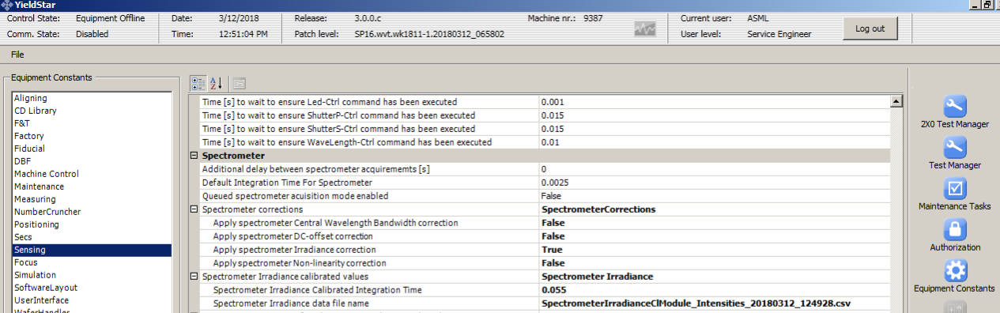 YieldStar
Control State: Equipment Offline Date: 3/12/2018 Release: 3.0.0.c Machine nr.: 9387 Current user: ASML
Comm. State: Disabled Time: 12:51:04 PM Patch level: SP16.wvt.wk1811-1.20180312_065802 User level: Service Engineer Log out
File
Equipment Constants
Aligning
CD Library
F&T
Factory
Fiducial
DBF
Machine Control
Maintenance
Measuring
NumberCruncher
Positioning
Secs
Sensing
Focus
Simulation
SoftwareLayout
UserInterface
WaferHandler
Time [s] to wait to ensure Led-Ctrl command has been executed 0.001
Time [s] to wait to ensure ShutterP-Ctrl command has been executed 0.015
Time [s] to wait to ensure ShutterS-Ctrl command has been executed 0.015
Time [s] to wait to ensure WaveLength-Ctrl command has been executed 0.01
Spectrometer
Additional delay between spectrometer acquirememts [s] 0
Default Integration Time For Spectrometer 0.0025
Queued spectrometer acuisition mode enabled False
Spectrometer corrections SpectrometerCorrections
Apply spectrometer Central Wavelength Bandwidth correction False
Apply spectrometer DC-offset correction False
Apply spectrometer Irradiance correction True
Apply spectrometer Non-linearity correction False
Spectrometer Irradiance calibrated values Spectrometer Irradiance
Spectrometer Irradiance Calibrated Integration Time 0.055
Spectrometer Irradiance data file name SpectrometerIrradianceClModule_Intensities_20180312_124928.csv
2X0 Test Manager
Test Manager
Maintenance Tasks
Authorization
Equipment Constants